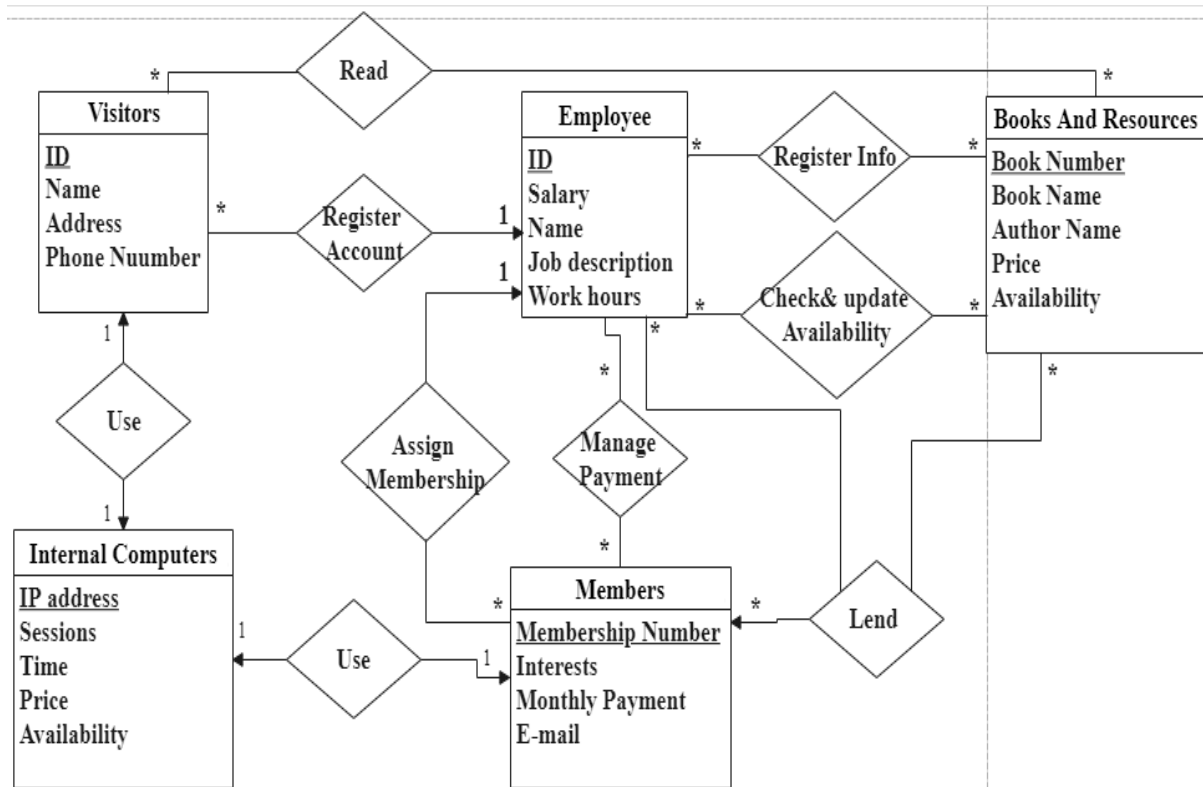 Read
*
*
Visitors
ID
Name
Address
Phone Nuumber
Employee
ID
Salary
Name
Job description
Work hours
Books And Resources
Book Number
Book Name
Author Name
Price
Availability
*
Register Info
*
*
Register
Account
1
1
*
Check& update
Availability
*
1
Use
1
*
*
*
Assign
Membership
Manage
Payment
*
*
Internal Computers
IP address
Sessions
Time
Price
Availability
1
Use
1
Members
Membership Number
Interests
Monthly Payment
E-mail
*
Lend